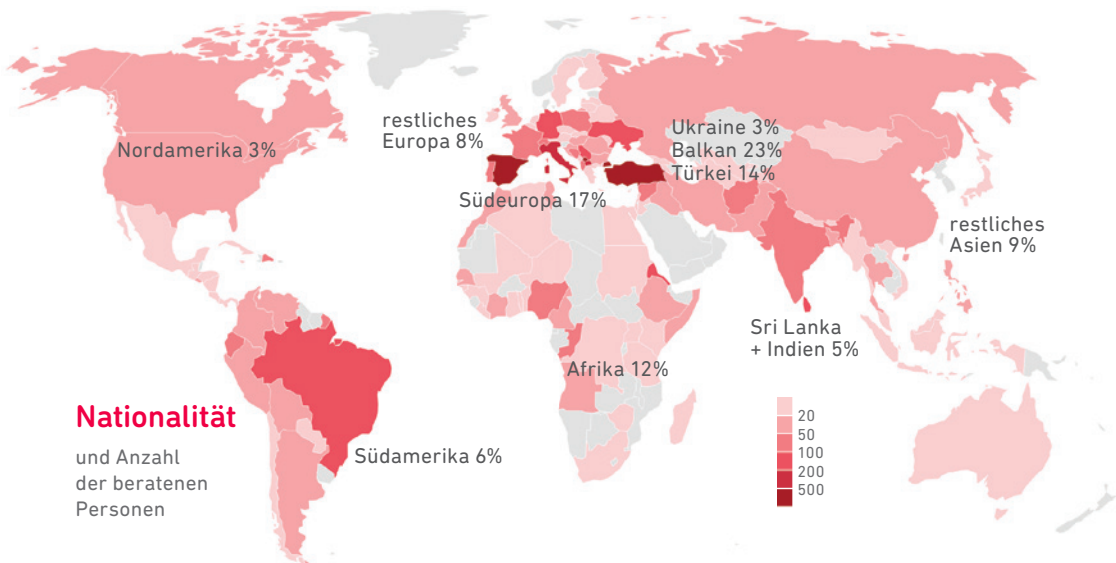 restliches
Europa 8%
Ukraine 3%
Balkan 23%
Türkei 14%
Nordamerika 3%
Südeuropa 17%
restliches
Asien 9%
Sri Lanka
+ Indien 5%
Afrika 12%
Nationalität
und Anzahl
der beratenen
Personen
Südamerika 6%
20
50
100
200
500